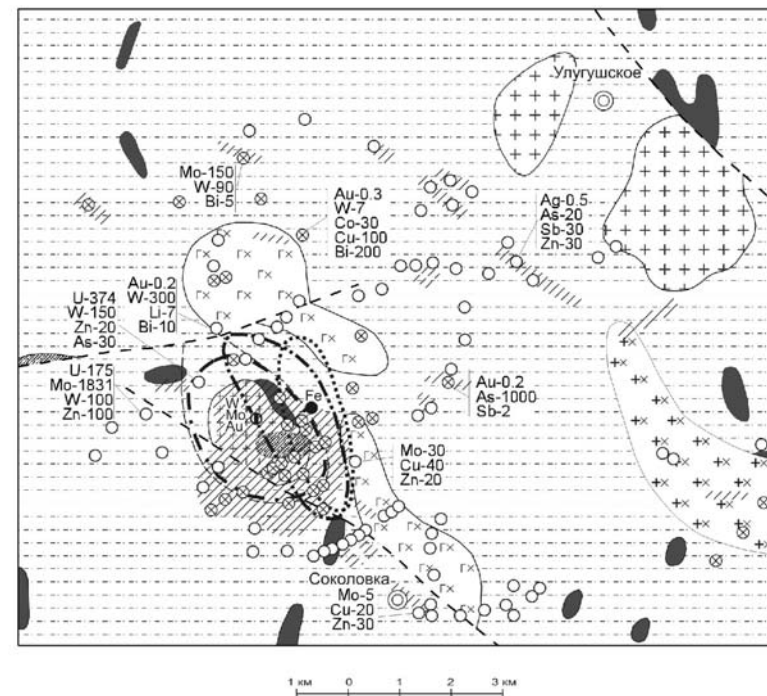 Улугушское
Mo-150
W-90
Bi-5
Au-0.3
W-7
Co-30
Cu-100
Bi-200
Ag-0.5
As-20
Sb-30
Zn-30
Au-0.2
W-300
Li-7
Bi-10
U-374
W-150
Zn-20
As-30
U-175
Mo-1831
W-100
Zn-100
Fe
W
Mo
Au
Au-0.2
As-1000
Sb-2
Mo-30
Cu-40
Zn-20
Соколовка
Mo-5
Cu-20
Zn-30
1 км 0 1 2 3 км